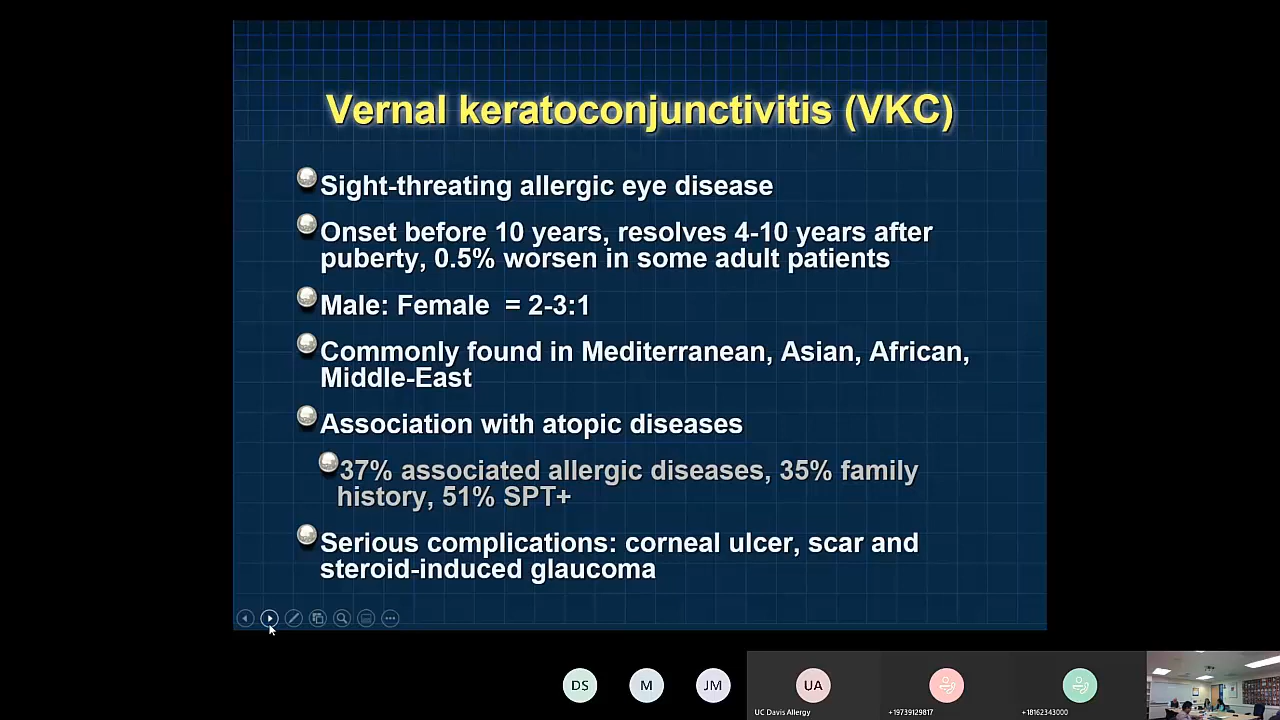 Vernal keratoconjunctivitis (VKC)
Sight-threating allergic eye disease
Onset before 10 years, resolves 4-10 years after
puberty, 0.5% worsen in some adult patients
Male: Female = 2-3:1
Commonly found in Mediterranean, Asian, African,
Middle-East
Association with atopic diseases
37% associated allergic diseases, 35% family
history, 51% SPT+
Serious complications: corneal ulcer, scar and
steroid-induced glaucoma
DS
M
JM
UA
UC Davis Allergy
+19739129817
+18162343000